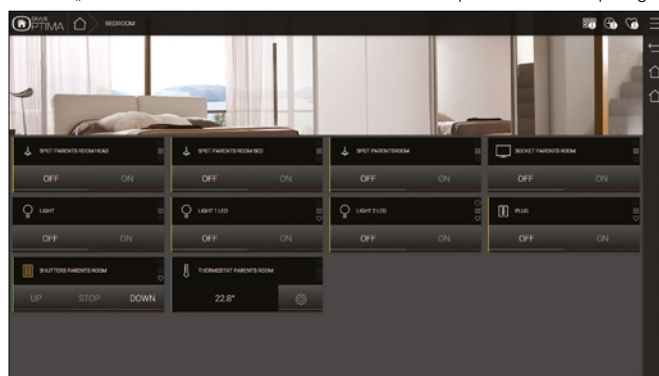 DIVUS
OPTIMA
BEDROOM
SPOT PARENTS ROOM HEAD
SPOT PARENTS ROOM BED
SPOT PARENTSROOM
SOCKET PARENTS ROOM
OFF ON
OFF ON
OFF ON
OFF ON
LIGHT
LIGHT 1 LED
LIGHT 2 LED
PLUG
OFF ON
OFF ON
OFF ON
OFF ON
SHUTTERS PARENTS ROOM
THERMOSTAT PARENTS ROOM
UP STOP DOWN
22.8°